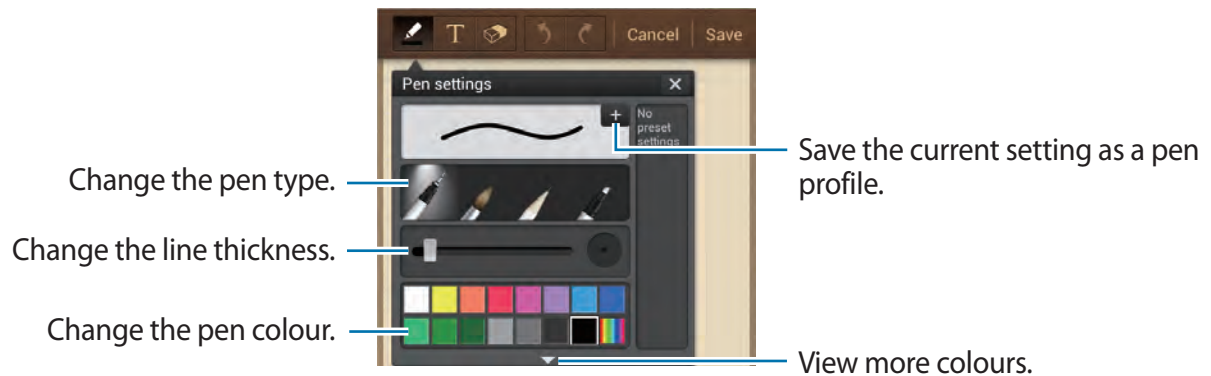 T
Cancel
Save
Pen settings
No
preset
settings
Save the current setting as a pen
profile.
Change the pen type.
Change the line thickness.
Change the pen colour.
View more colours.